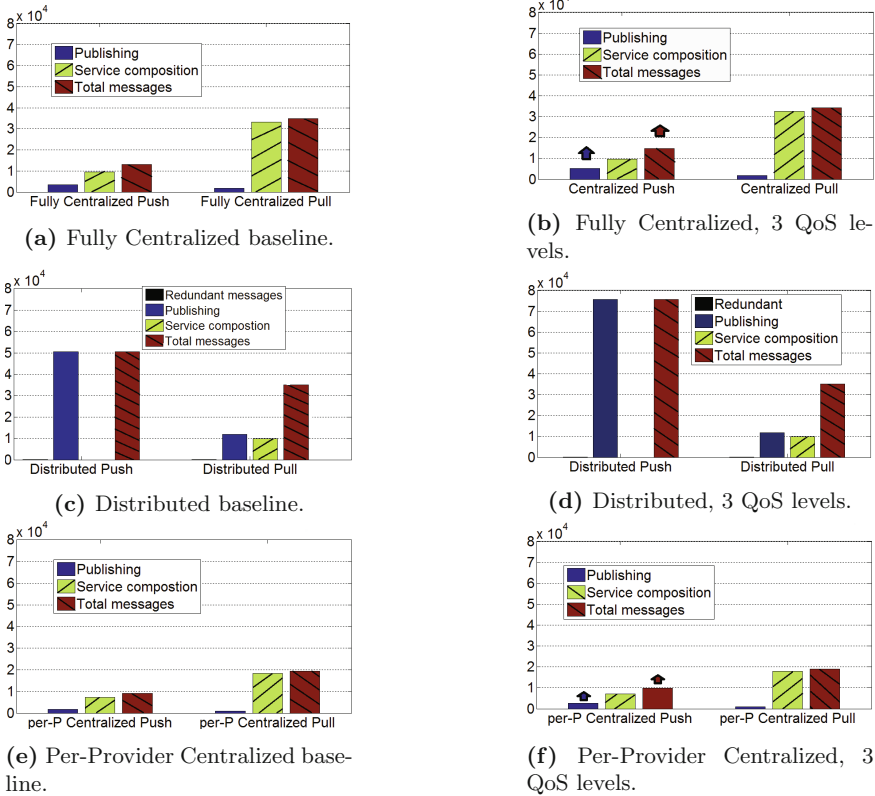 8 x 10^4
7
6
5
4
3
2
1
0
Publishing
Service composition
Total messages
Fully Centralized Push
Fully Centralized Pull
(a) Fully Centralized baseline.
8 x 10^4
7
6
5
4
3
2
1
0
Publishing
Service composition
Total messages
Centralized Push
Centralized Pull
(b) Fully Centralized, 3 QoS le-
vels.
8 x 10^4
7
6
5
4
3
2
1
0
Redundant messages
Publishing
Service compostion
Total messages
Distributed Push
Distributed Pull
(c) Distributed baseline.
8 x 10^4
7
6
5
4
3
2
1
0
Redundant
Publishing
Service compostion
Total messages
Distributed Push
Distributed Pull
(d) Distributed, 3 QoS levels.
8 x 10^4
7
6
5
4
3
2
1
0
Publishing
Service compostion
Total messages
per-P Centralized Push
per-P Centralized Pull
(e) Per-Provider Centralized base-
line.
8 x 10^4
7
6
5
4
3
2
1
0
Publishing
Service compostion
Total messages
per-P Centralized Push
per-P Centralized Pull
(f) Per-Provider Centralized, 3
QoS levels.